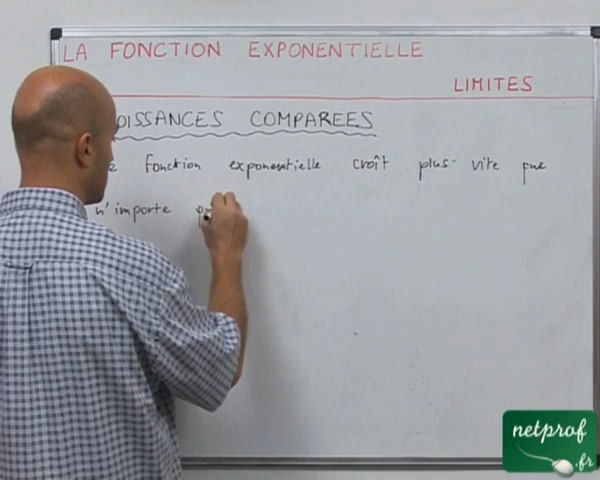 LA FONCTION EXPONENTIELLE
LIMITES
OISSANCES COMPAREES
fonction exponentielle croît plus vite que
n'importe
netprof
.fr